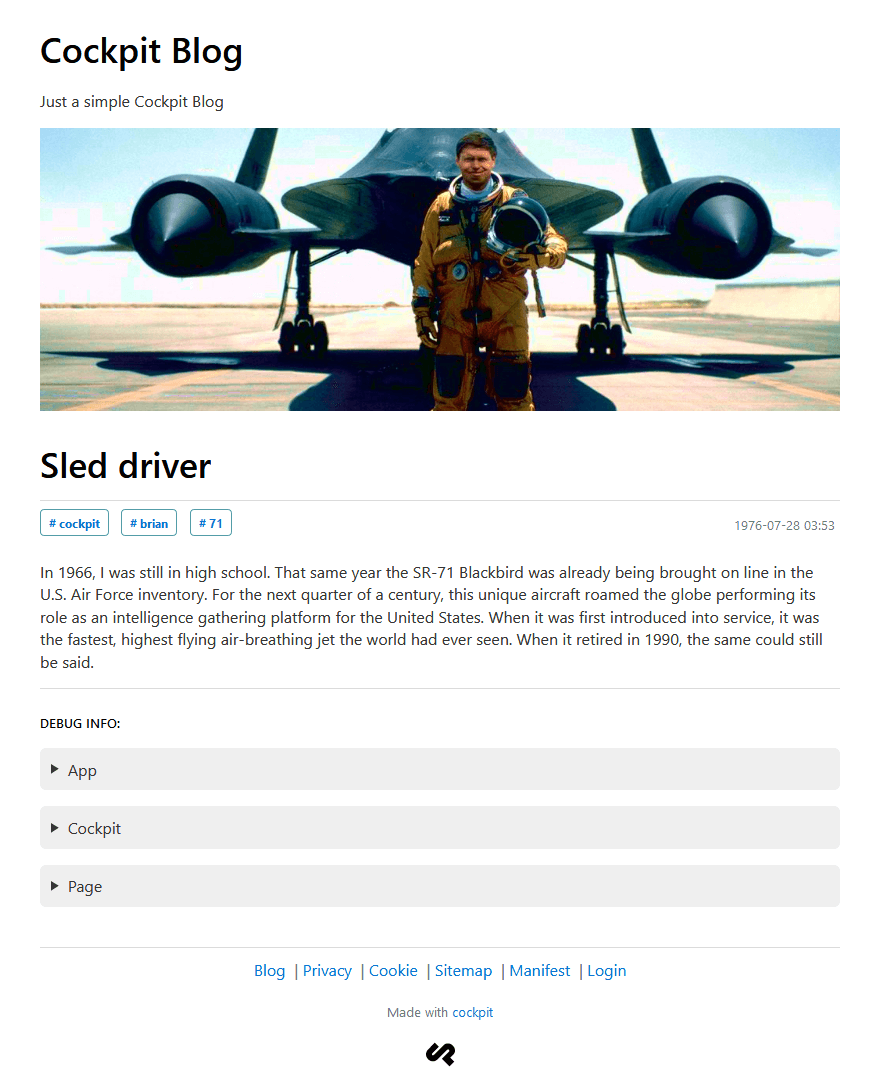 Cockpit Blog
Just a simple Cockpit Blog
Sled driver
# cockpit # brian # 71 1976-07-28 03:53
In 1966, I was still in high school. That same year the SR-71 Blackbird was already being brought on line in the
U.S. Air Force inventory. For the next quarter of a century, this unique aircraft roamed the globe performing its
role as an intelligence gathering platform for the United States. When it was first introduced into service, it was
the fastest, highest flying air-breathing jet the world had ever seen. When it retired in 1990, the same could still
be said.
DEBUG INFO:
App
Cockpit
Page
Blog | Privacy | Cookie | Sitemap | Manifest | Login
Made with cockpit